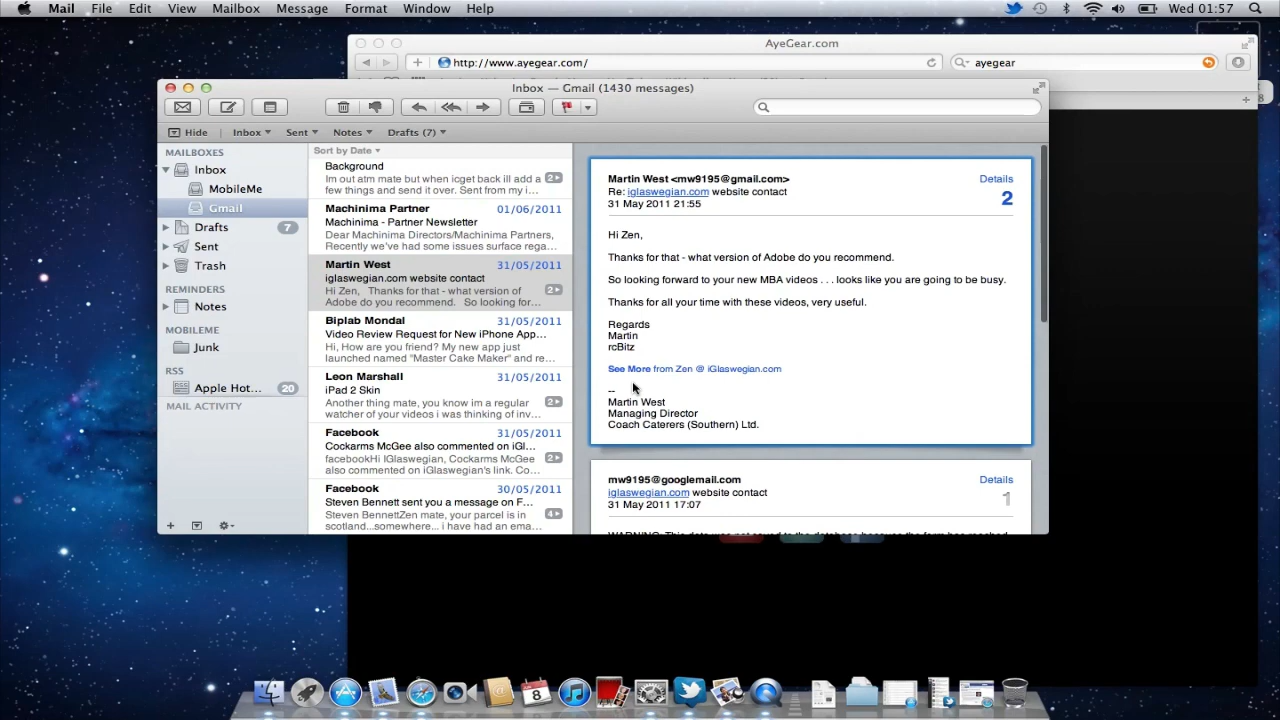 Mail File Edit View Mailbox Message Format Window Help
Wed 01:57
AyeGear.com
http://www.ayegear.com/
ayegear
Inbox — Gmail (1430 messages)
Hide Inbox Sent Notes Drafts (7)
MAILBOXES
Inbox
MobileMe
Gmail
Drafts 7
Sent
Trash
REMINDERS
Notes
MOBILEME
Junk
RSS
Apple Hot... 20
MAIL ACTIVITY
Sort by Date
Background
Im out atm mate but when icget back ill add a
few things and send it over. Sent from my i...
2
Machinima Partner 01/06/2011
Machinima - Partner Newsletter
Dear Machinima Directors/Machinima Partners,
Recently we've had some issues surface rega...
Martin West 31/05/2011
iglaswegian.com website contact
Hi Zen, Thanks for that - what version of
Adobe do you recommend. So looking for...
2
Biplab Mondal 31/05/2011
Video Review Request for New iPhone App...
Hi, How are you friend? My new app just
launched named "Master Cake Maker" and re...
Leon Marshall 31/05/2011
iPad 2 Skin
Another thing mate, you know im a regular
watcher of your videos i was thinking of inv...
2
Facebook 31/05/2011
Cockarms McGee also commented on iGl...
facebookHi IGlaswegian, Cockarms McGee
also commented on iGlaswegian's link. Co...
2
Facebook 30/05/2011
Steven Bennett sent you a message on F...
Steven BennettZen mate, your parcel is in
scotland...somewhere... i have had an ema...
4
Martin West <mw9195@gmail.com> Details
Re: iglaswegian.com website contact
31 May 2011 21:55
2
Hi Zen,
Thanks for that - what version of Adobe do you recommend.
So looking forward to your new MBA videos . . . looks like you are going to be busy.
Thanks for all your time with these videos, very useful.
Regards
Martin
rcBitz
See More from Zen @ iGlaswegian.com
--
Martin West
Managing Director
Coach Caterers (Southern) Ltd.
mw9195@googlemail.com Details
iglaswegian.com website contact
31 May 2011 17:07
1
8